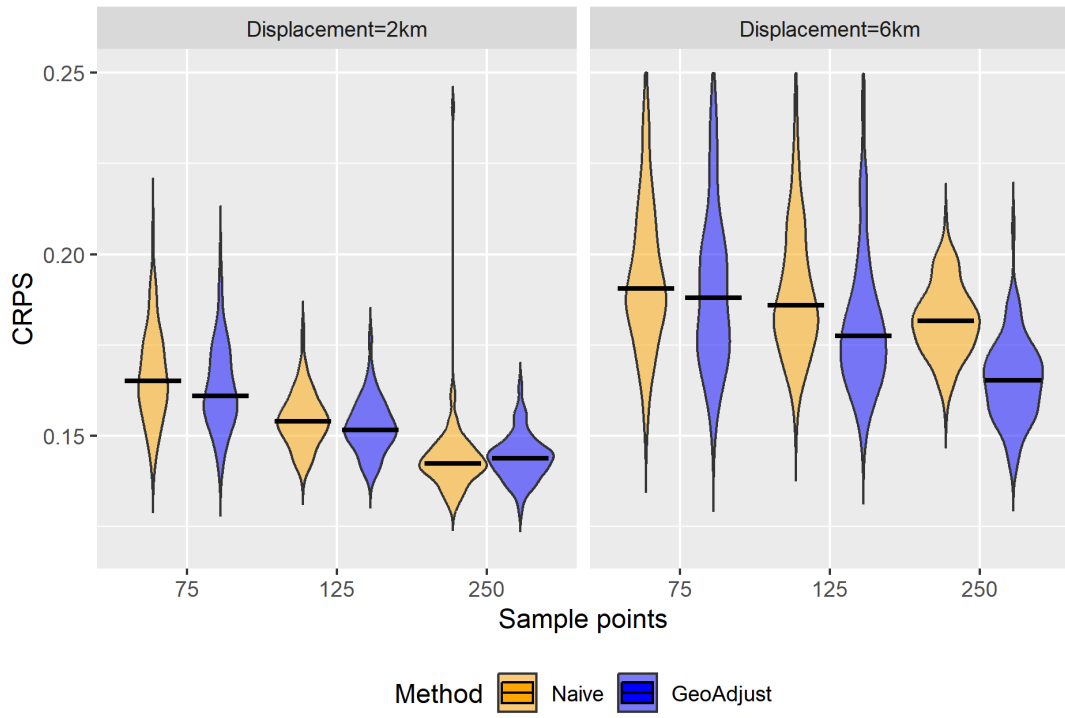 Displacement=2km
Displacement=6km
0.25
0.20
0.15
CRPS
75
125
250
75
125
250
Sample points
Method
Naive
GeoAdjust